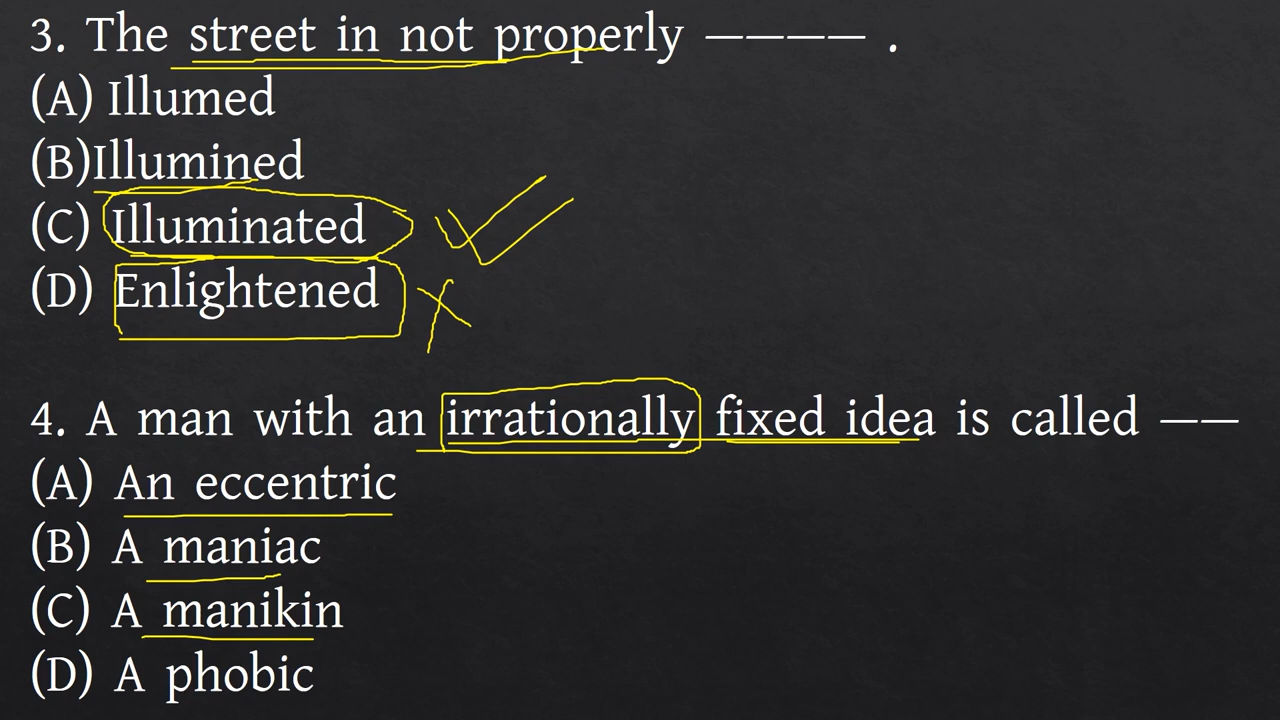 3. The street in not properly ———— .
(A) Illumed
(B)Illumined
(C) Illuminated
(D) Enlightened
4. A man with an irrationally fixed idea is called ——
(A) An eccentric
(B) A maniac
(C) A manikin
(D) A phobic